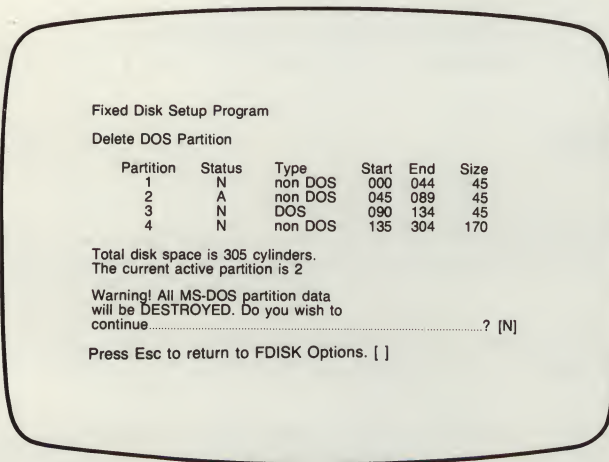 Fixed Disk Setup Program
Delete DOS Partition
Partition Status Type Start End Size
1 N non DOS 000 044 45
2 A non DOS 045 089 45
3 N DOS 090 134 45
4 N non DOS 135 304 170
Total disk space is 305 cylinders.
The current active partition is 2
Warning! All MS-DOS partition data
will be DESTROYED. Do you wish to
continue..............................................................................................? [N]
Press Esc to return to FDISK Options. [ ]